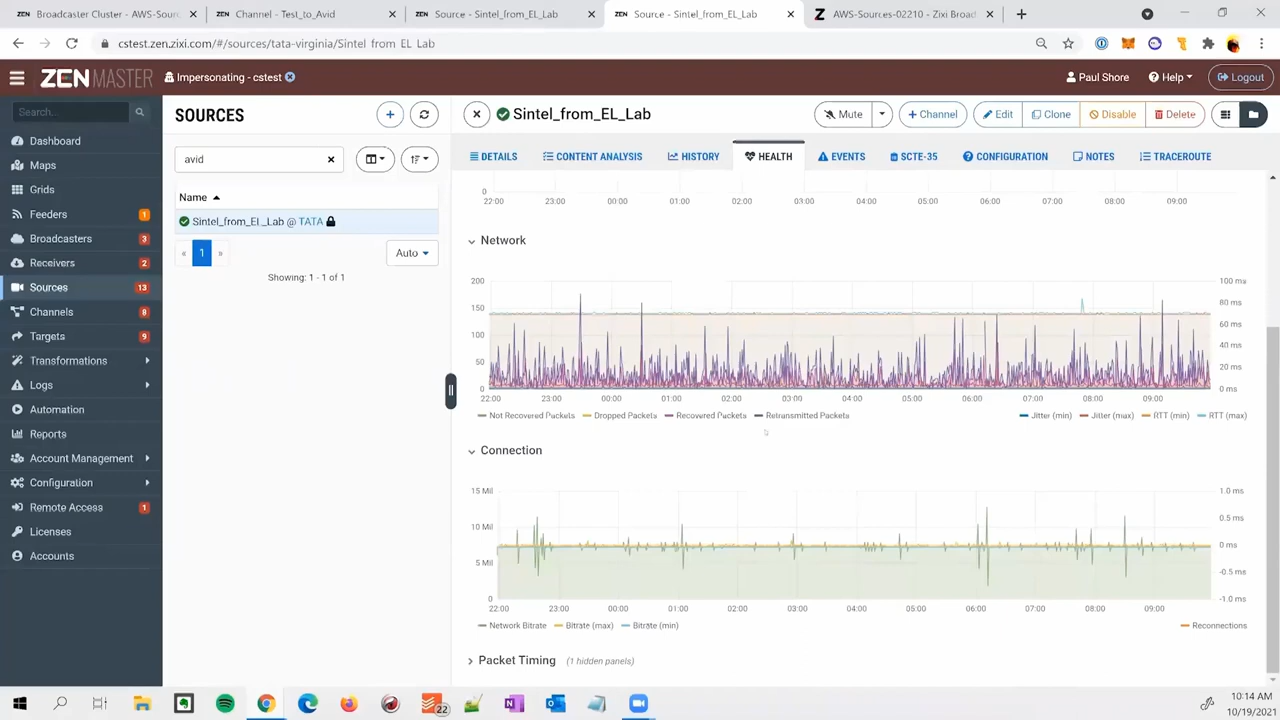 ZEN Broadcaster Cluster - AWS-Sour
ZEN Channel - Test_to_Avid
ZEN Source - Sintel_from_EL_Lab
ZEN Source - Sintel_from_EL_Lab
Z AWS-Sources-02210 - Zixi Broad
cstest.zen.zixi.com/#/sources/tata-virginia/Sintel from EL Lab
ZEN MASTER
Impersonating - cstest
Paul Shore
Help
Logout
Search...
Dashboard
Maps
Grids
Feeders 1
Broadcasters 3
Receivers 2
Sources 13
Channels 8
Targets 9
Transformations
Logs
Automation
Reports
Account Management
Configuration
Remote Access 1
Licenses
Accounts
SOURCES
avid
Name
Sintel_from_EL_Lab @ TATA
« 1 »
Auto
Showing: 1 - 1 of 1
Sintel_from_EL_Lab
Mute
+ Channel
Edit
Clone
Disable
Delete
DETAILS
CONTENT ANALYSIS
HISTORY
HEALTH
EVENTS
SCTE-35
CONFIGURATION
NOTES
TRACEROUTE
0
22:00 23:00 00:00 01:00 02:00 03:00 04:00 05:00 06:00 07:00 08:00 09:00
Network
200 100 ms
150 80 ms
60 ms
100
40 ms
50 20 ms
0 0 ms
22:00 23:00 00:00 01:00 02:00 03:00 04:00 05:00 06:00 07:00 08:00 09:00
Not Recovered Packets Dropped Packets Recovered Packets Retransmitted Packets Jitter (min) Jitter (max) RTT (min) RTT (max)
Connection
15 Mil 1.0 ms
10 Mil 0.5 ms
0 ms
5 Mil -0.5 ms
0 -1.0 ms
22:00 23:00 00:00 01:00 02:00 03:00 04:00 05:00 06:00 07:00 08:00 09:00
Network Bitrate Bitrate (max) Bitrate (min) Reconnections
Packet Timing (1 hidden panels)
22
10:14 AM
10/19/2021